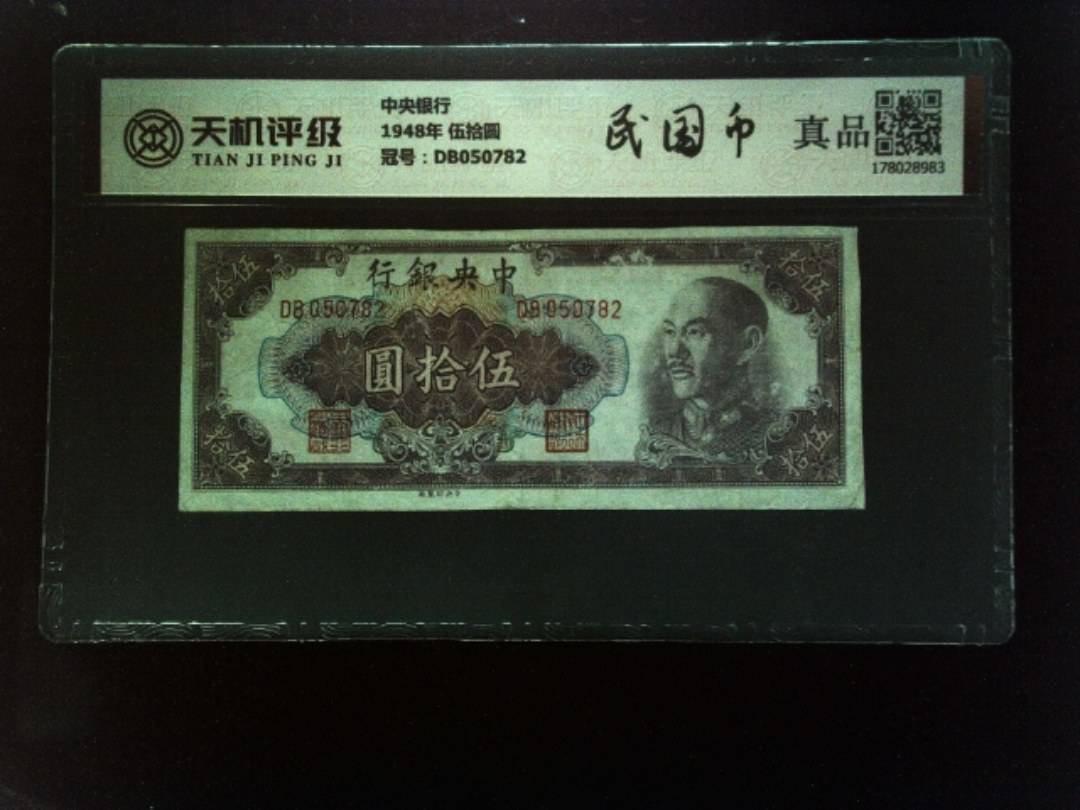 天机评级
TIAN JI PING JI
中央银行
1948年 伍拾圆
冠号：DB050782
民国币
真品
178028983
拾伍
行銀央中
拾伍
DB050782 DB050782
圓拾伍
拾伍
拾伍